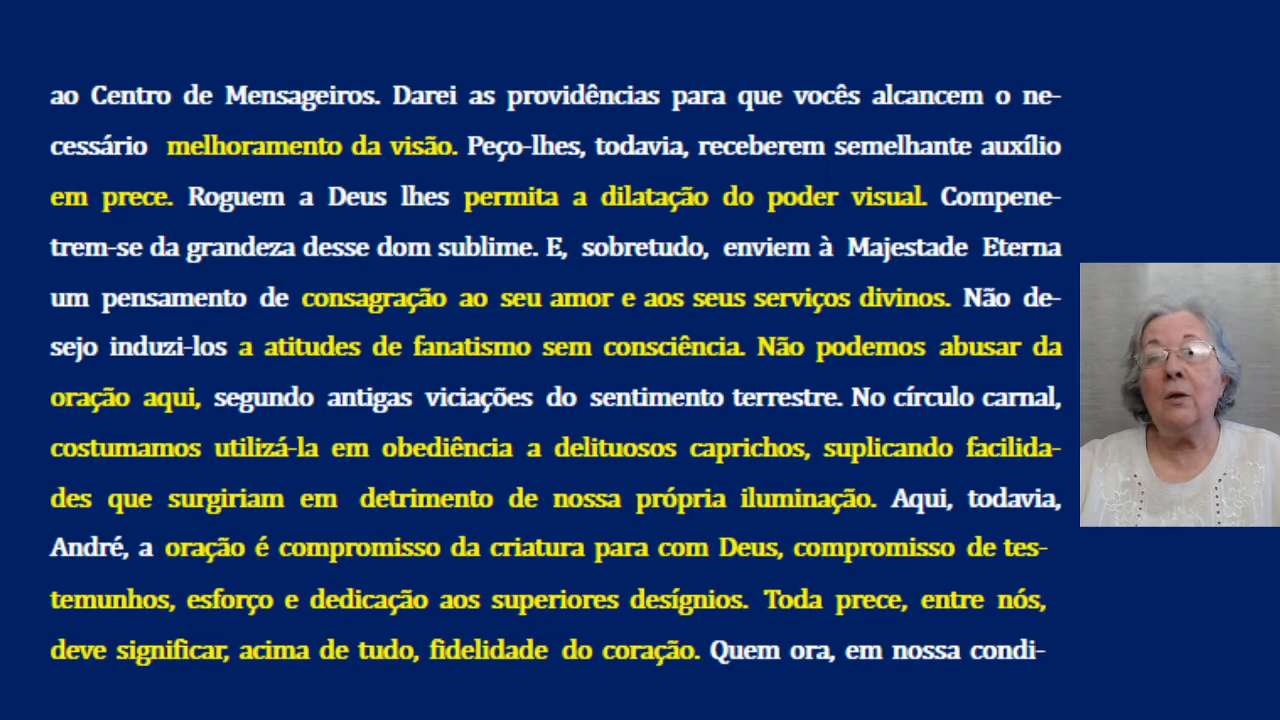 ao Centro de Mensageiros. Darei as providências para que vocês alcancem o ne-
cessário melhoramento da visão. Peço-lhes, todavia, receberem semelhante auxílio
em prece. Roguem a Deus lhes permita a dilatação do poder visual. Compene-
trem-se da grandeza desse dom sublime. E, sobretudo, enviem à Majestade Eterna
um pensamento de consagração ao seu amor e aos seus serviços divinos. Não de-
sejo induzi-los a atitudes de fanatismo sem consciência. Não podemos abusar da
oração aqui, segundo antigas viciações do sentimento terrestre. No círculo carnal,
costumamos utilizá-la em obediência a delituosos caprichos, suplicando facilida-
des que surgiriam em detrimento de nossa própria iluminação. Aqui, todavia,
André, a oração é compromisso da criatura para com Deus, compromisso de tes-
temunhos, esforço e dedicação aos superiores desígnios. Toda prece, entre nós,
deve significar, acima de tudo, fidelidade do coração. Quem ora, em nossa condi-